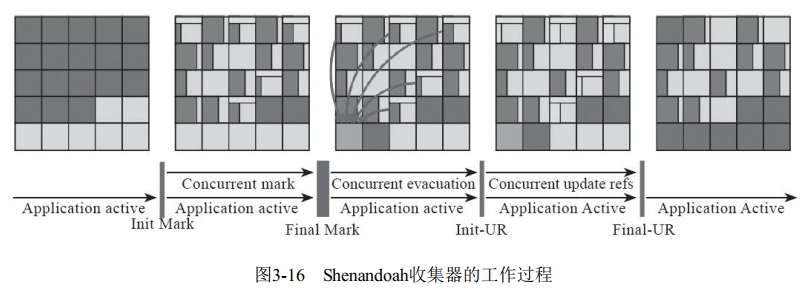 Concurrent mark
Concurrent evacuation
Concurrent update refs
Application active
Application active
Application active
Application Active
Application Active
Init Mark
Final Mark
Init-UR
Final-UR
图3-16 Shenandoah收集器的工作过程